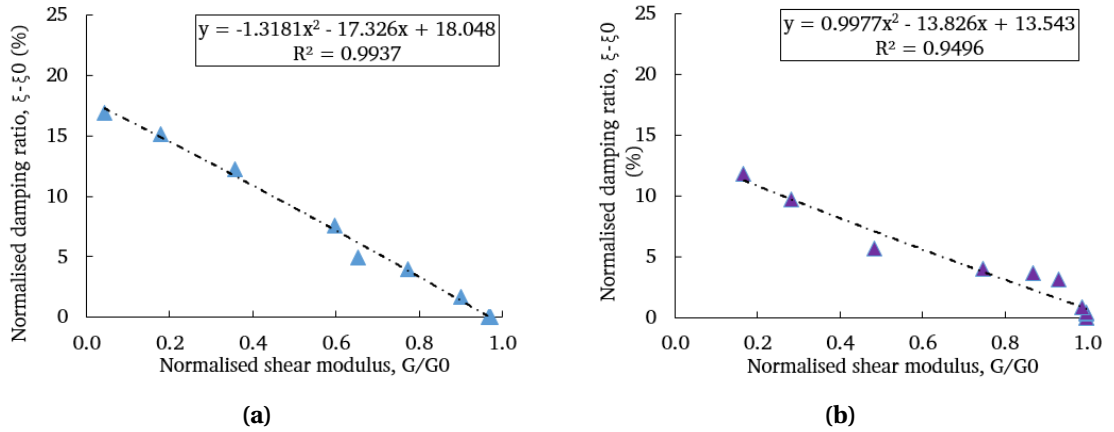 y = -1.3181x² - 17.326x + 18.048
R² = 0.9937
Normalised damping ratio, ξ-ξ0 (%)
25
20
15
10
5
0
0.0 0.2 0.4 0.6 0.8 1.0
Normalised shear modulus, G/G0
(a)
y = 0.9977x² - 13.826x + 13.543
R² = 0.9496
Normalised damping ratio, ξ-ξ0
(%)
25
20
15
10
5
0
0.0 0.2 0.4 0.6 0.8 1.0
Normalised shear modulus, G/G0
(b)